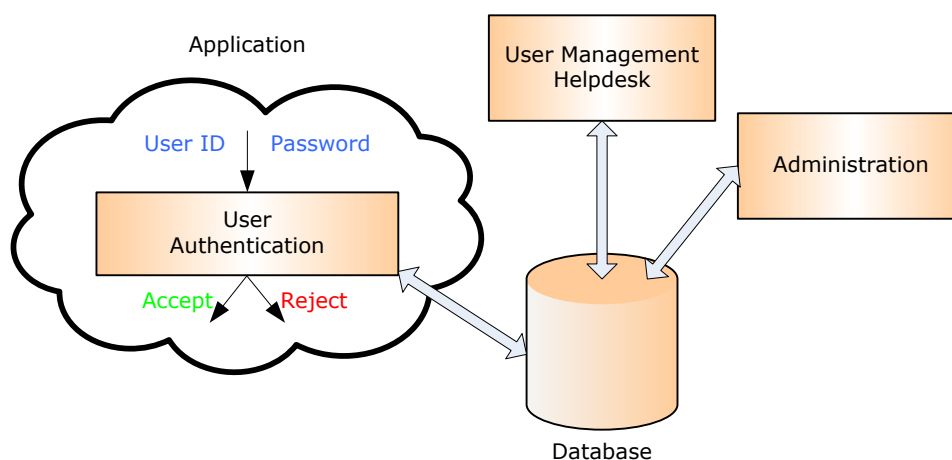 Application
User ID
Password
User
Authentication
Accept
Reject
User Management
Helpdesk
Administration
Database